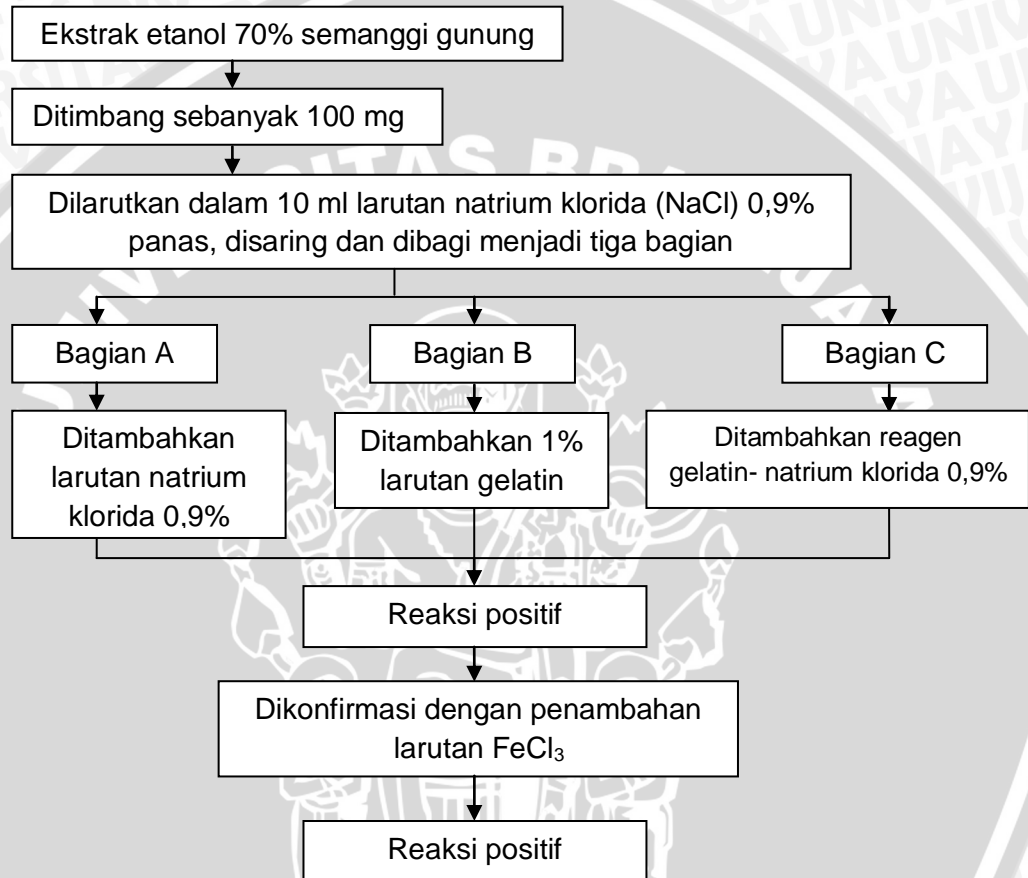 Ekstrak etanol 70% semanggi gunung
Ditimbang sebanyak 100 mg
Dilarutkan dalam 10 ml larutan natrium klorida (NaCl) 0,9%
panas, disaring dan dibagi menjadi tiga bagian
Bagian A
Bagian B
Bagian C
Ditambahkan
larutan natrium
klorida 0,9%
Ditambahkan 1%
larutan gelatin
Ditambahkan reagen
gelatin- natrium klorida 0,9%
Reaksi positif
Dikonfirmasi dengan penambahan
larutan FeCl₃
Reaksi positif